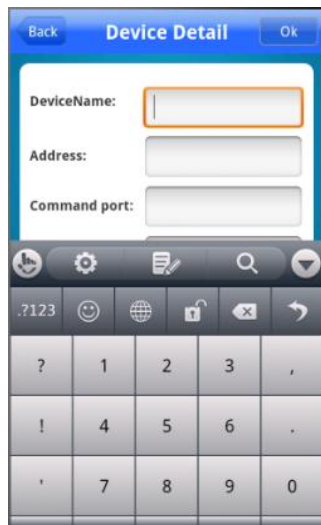 Back Device Detail Ok
DeviceName:
Address:
Command port:
.?123
? 1 2 3 ,
! 4 5 6 .
' 7 8 9 0